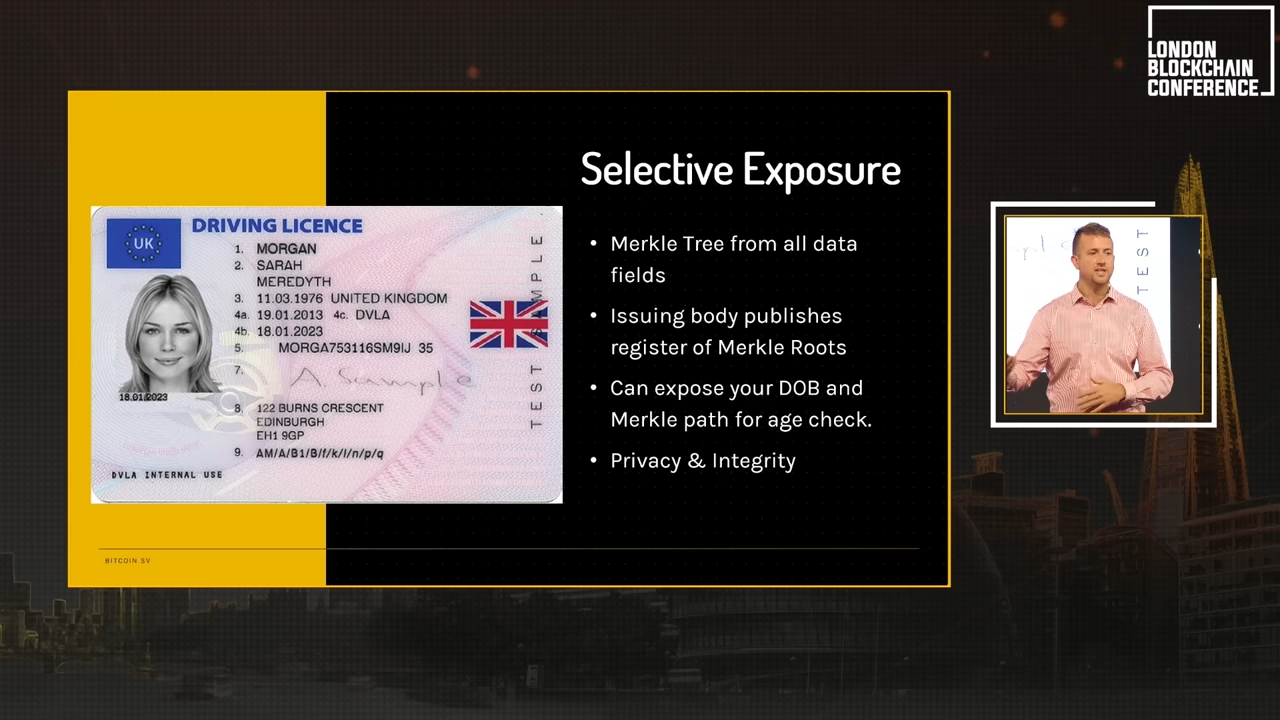 LONDON
BLOCKCHAIN
CONFERENCE
Selective Exposure
UK
DRIVING LICENCE
1. MORGAN
2. SARAH
MEREDYTH
3. 11.03.1976 UNITED KINGDOM
4a. 19.01.2013 4c. DVLA
4b. 18.01.2023
5. MORGA753116SM9IJ 35
7. A. Sample
18.01.2023
8. 122 BURNS CRESCENT
EDINBURGH
EH1 9GP
9. AM/A/B1/B/f/k/l/n/p/q
DVLA INTERNAL USE
TEST SAMPLE
• Merkle Tree from all data
fields
• Issuing body publishes
register of Merkle Roots
• Can expose your DOB and
Merkle path for age check.
• Privacy & Integrity
BITCOIN SV
TEST